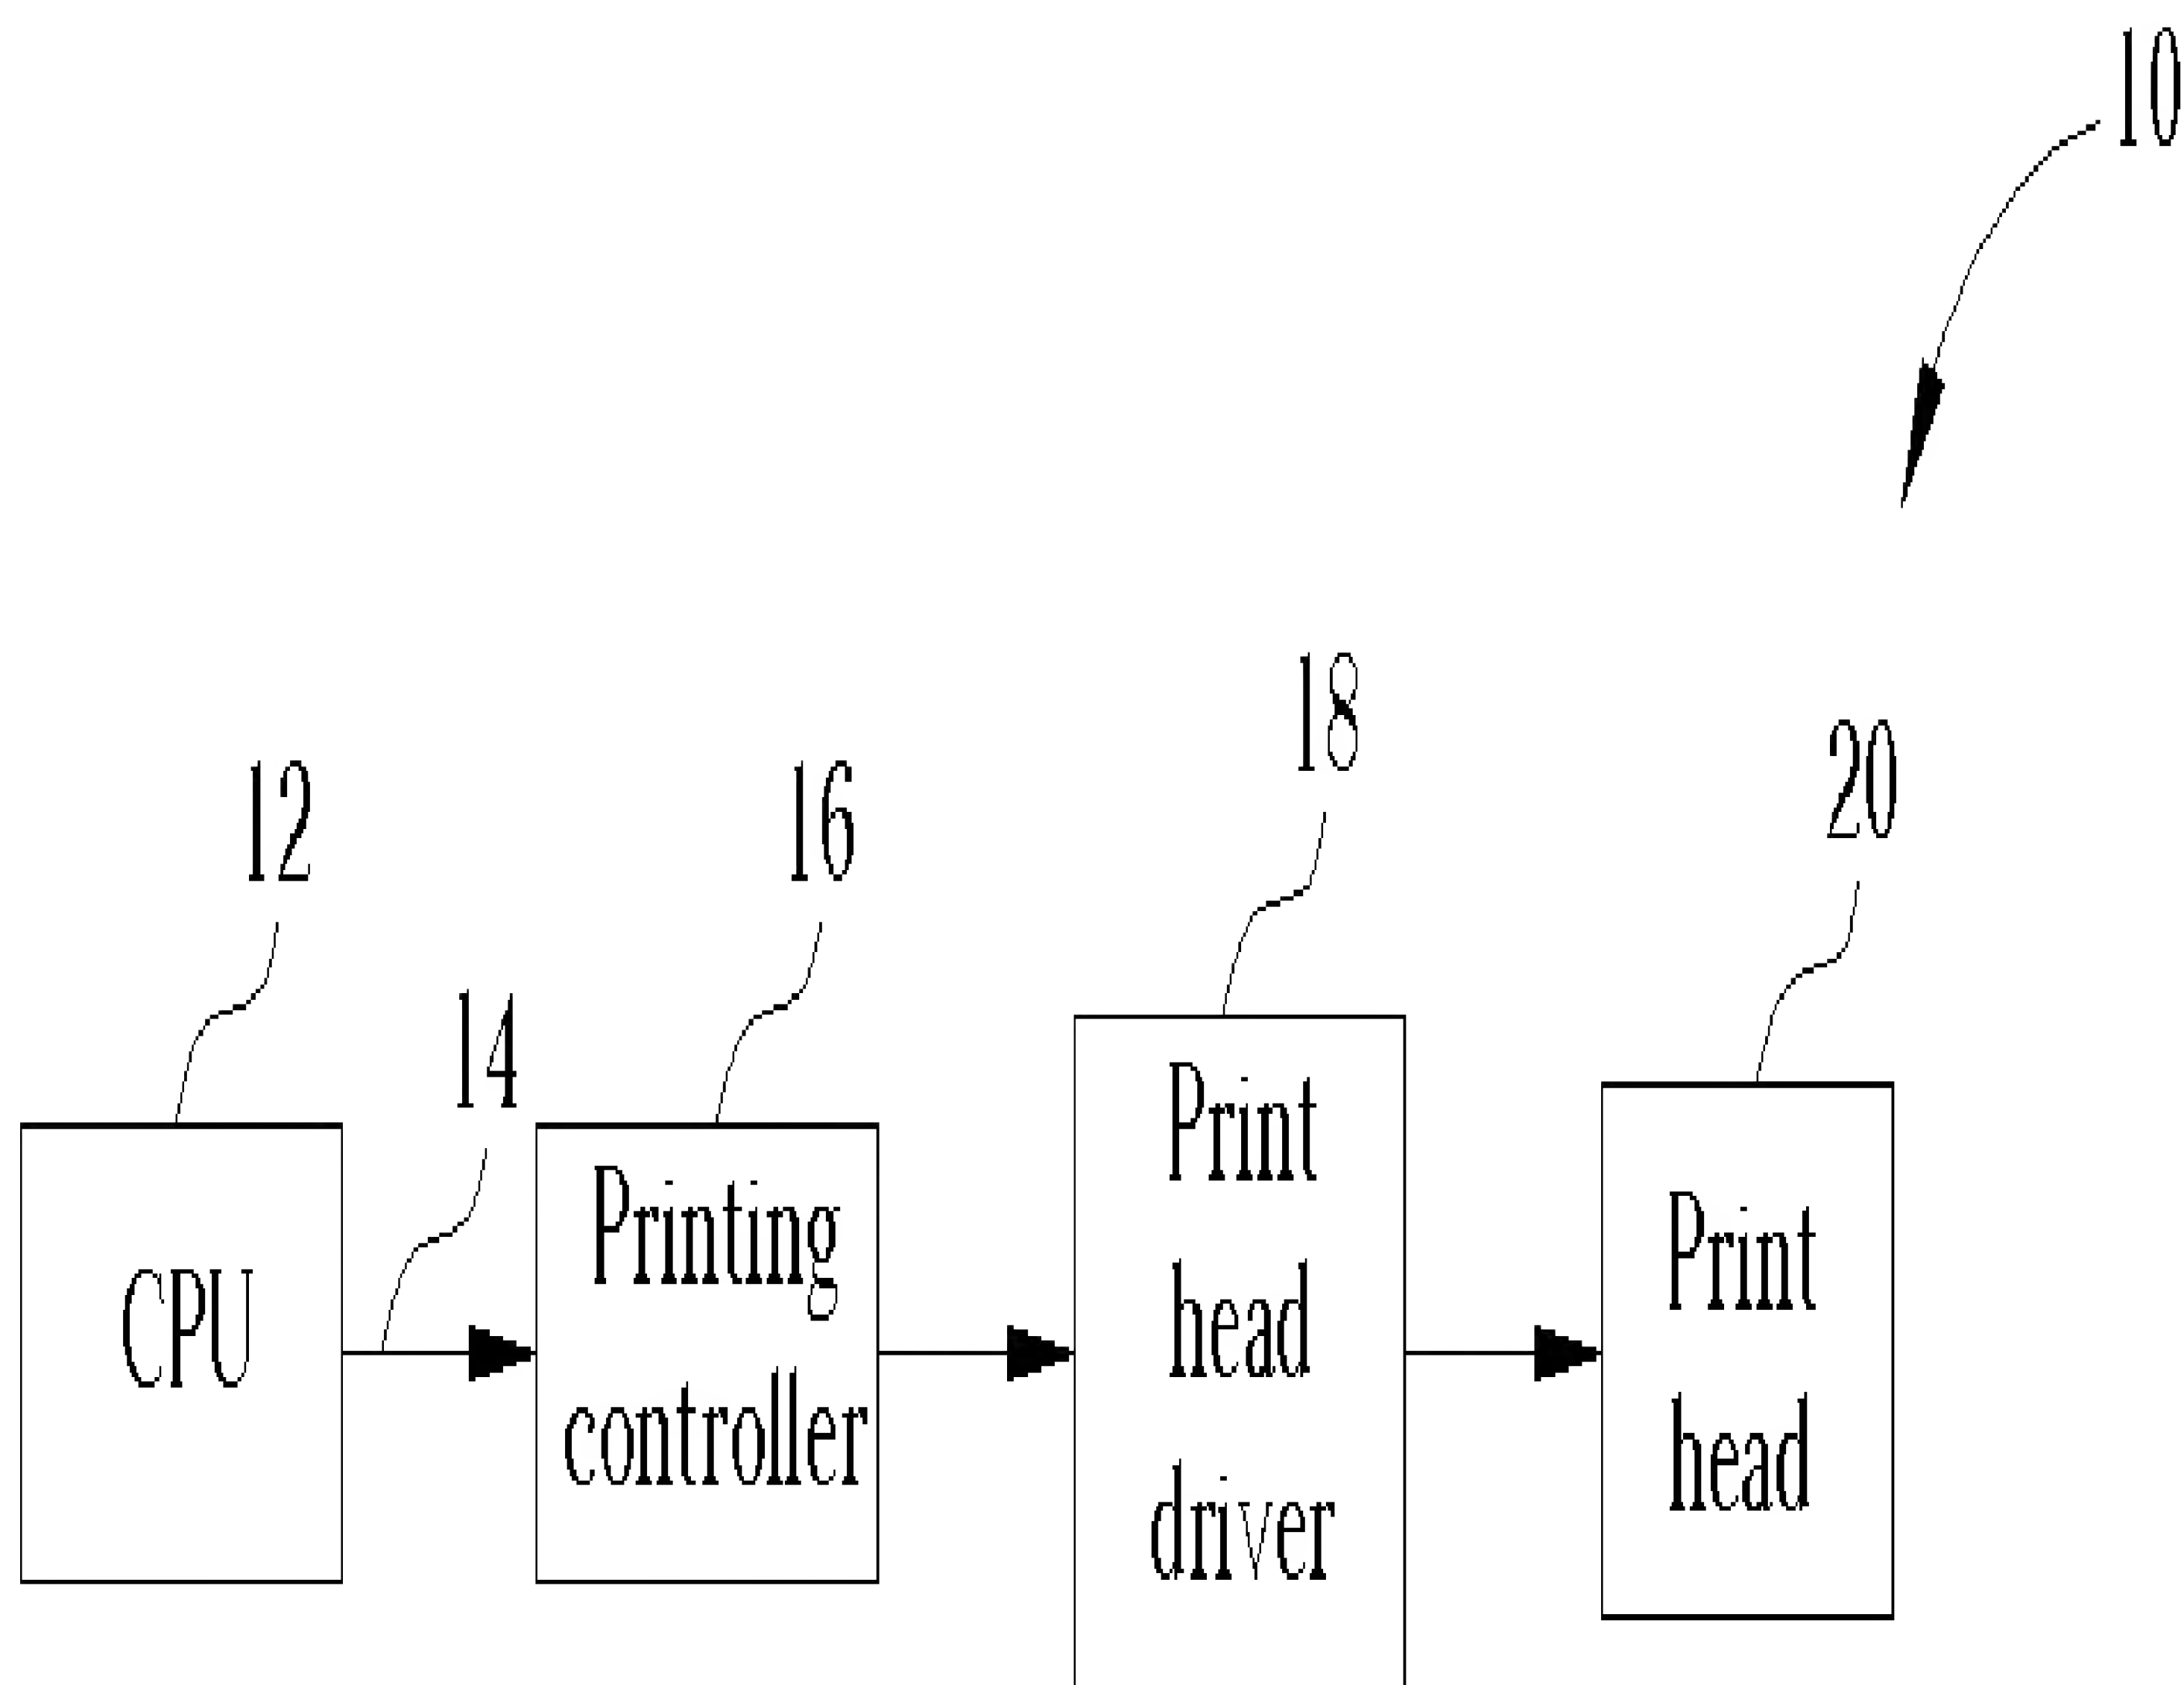 10
18
20
12
16
14
CPU
Printing
controller
Print
head
driver
Print
head